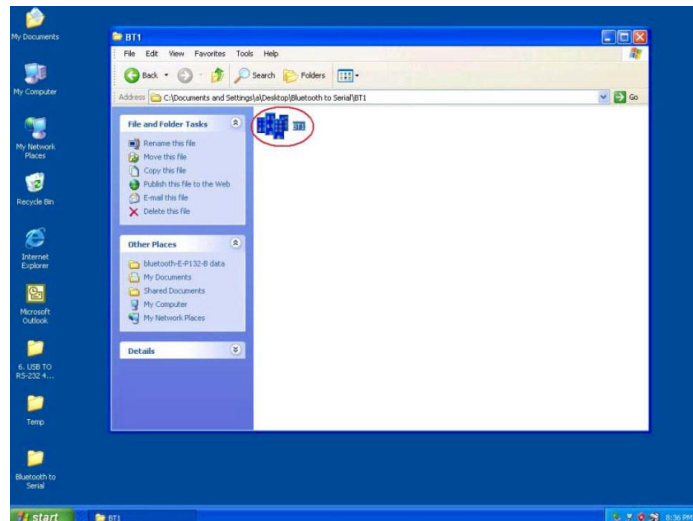 My Documents
My Computer
My Network
Places
Recycle Bin
Internet
Explorer
Microsoft
Outlook
6. USB TO
RS-232 4...
Temp
Bluetooth to
Serial
BT1
File Edit View Favorites Tools Help
Back Search Folders
Address C:\Documents and Settings\a\Desktop\Bluetooth to Serial\BT1 Go
File and Folder Tasks
Rename this file
Move this file
Copy this file
Publish this file to the Web
E-mail this file
Delete this file
BT1
Other Places
bluetooth-E-P132-B data
My Documents
Shared Documents
My Computer
My Network Places
Details
start BT1 8:36 PM